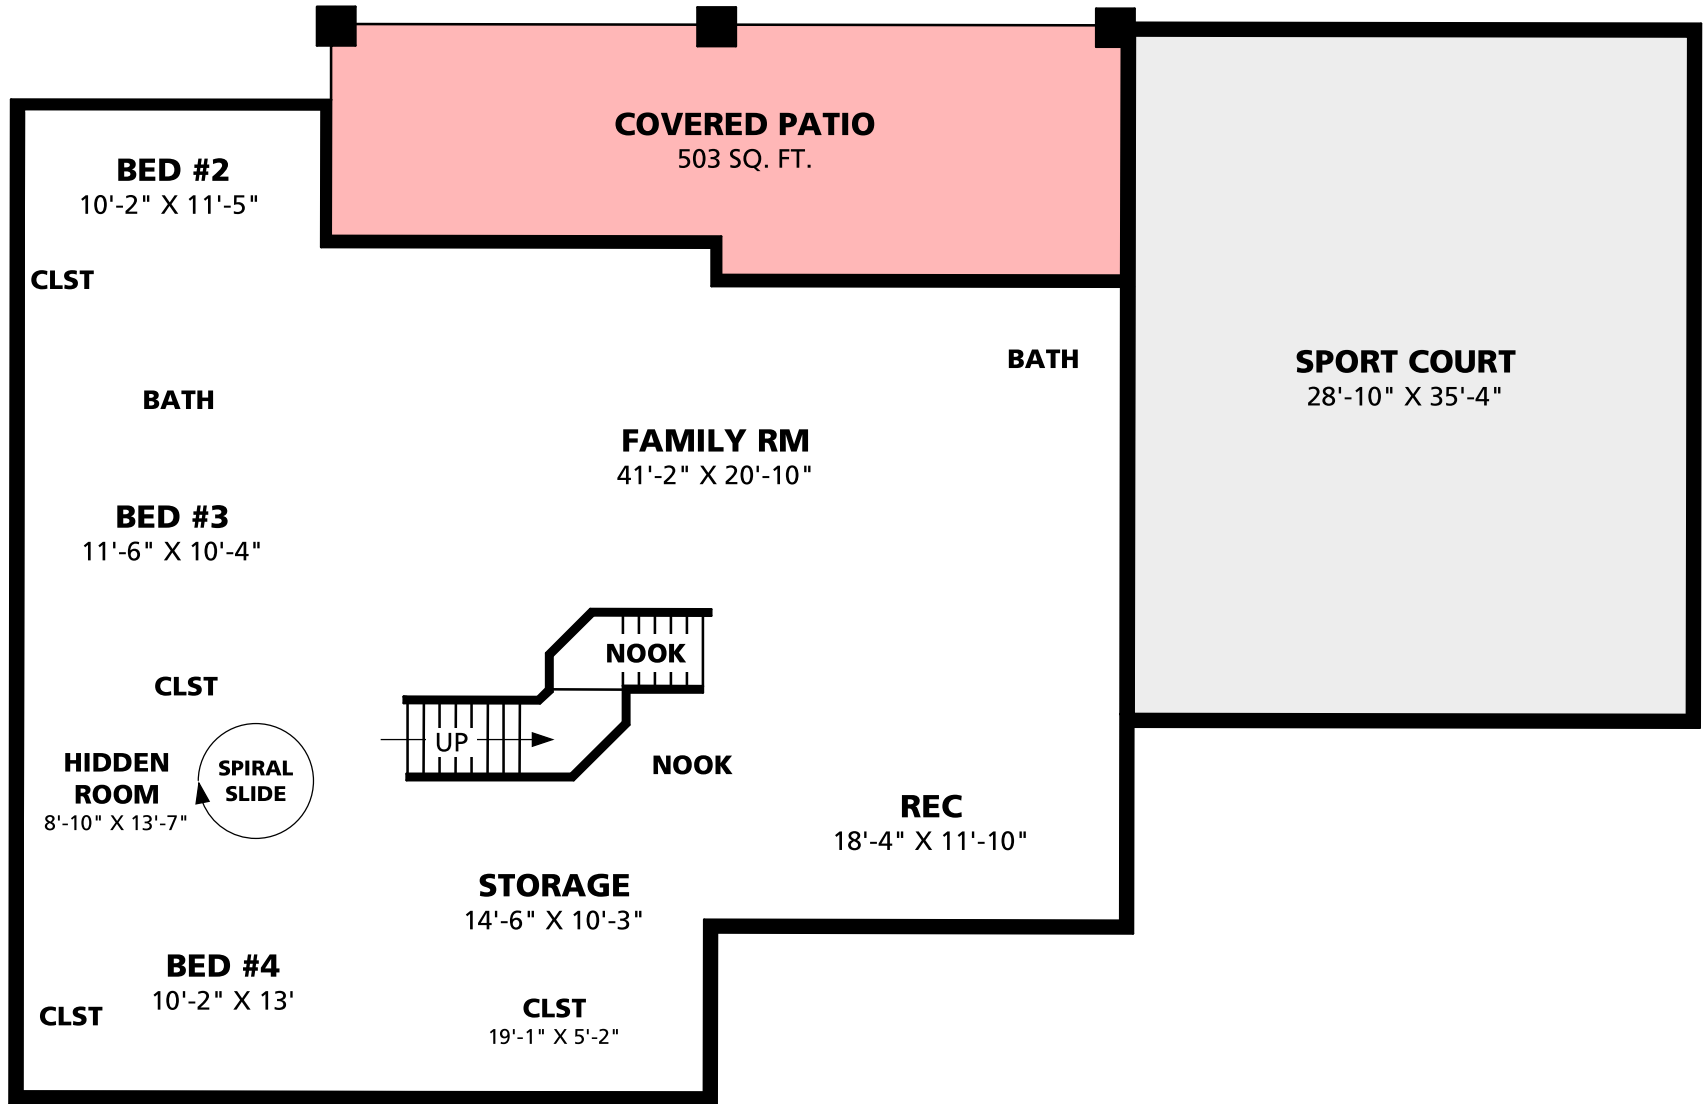 COVERED PATIO
503 SQ. FT.
BED #2
10'-2" X 11'-5"
CLST
BATH
SPORT COURT
28'-10" X 35'-4"
BATH
FAMILY RM
41'-2" X 20'-10"
BED #3
11'-6" X 10'-4"
NOOK
CLST
UP
HIDDEN
ROOM
8'-10" X 13'-7"
SPIRAL
SLIDE
NOOK
REC
18'-4" X 11'-10"
STORAGE
14'-6" X 10'-3"
BED #4
10'-2" X 13'
CLST
CLST
19'-1" X 5'-2"